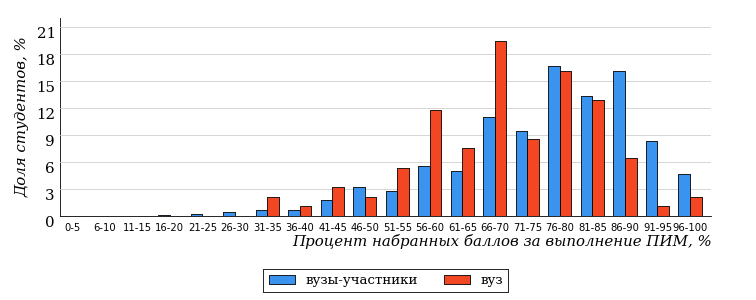 Доля студентов, %
21
18
15
12
9
6
3
0
0-5 6-10 11-15 16-20 21-25 26-30 31-35 36-40 41-45 46-50 51-55 56-60 61-65 66-70 71-75 76-80 81-85 86-90 91-95 96-100
Процент набранных баллов за выполнение ПИМ, %
вузы-участники вуз